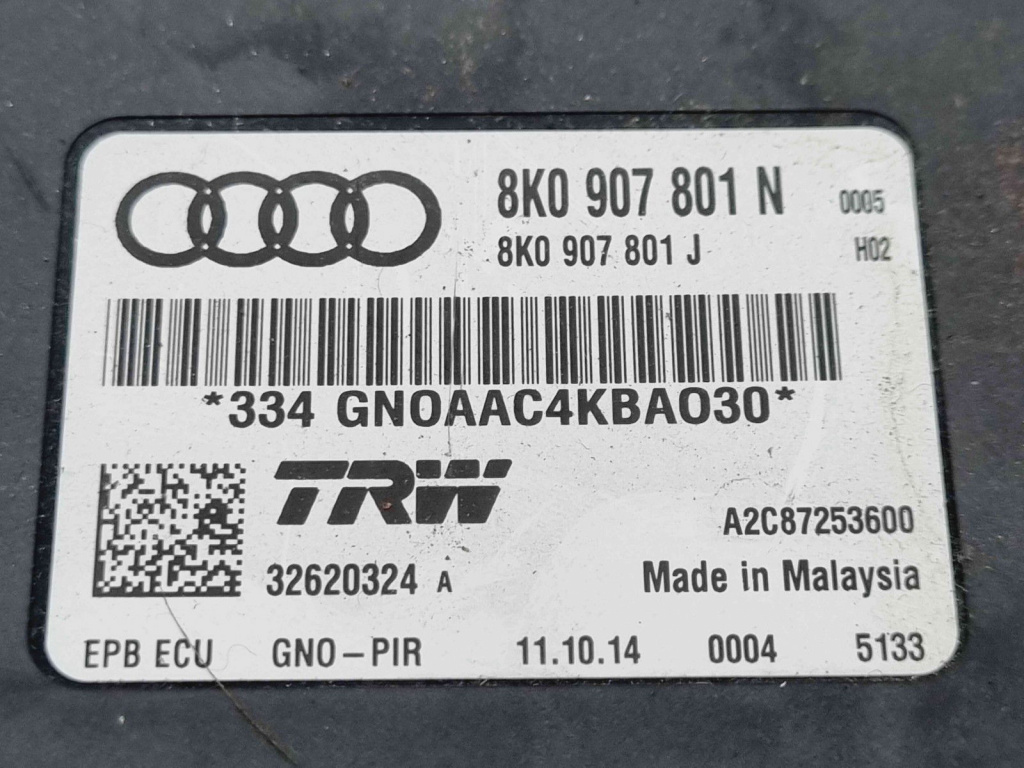 8K0 907 801 N 0005
8K0 907 801 J H02
*334 GN0AAC4KBA030*
TRW
A2C87253600
32620324 A Made in Malaysia
EPB ECU GNO-PIR 11.10.14 0004 5133